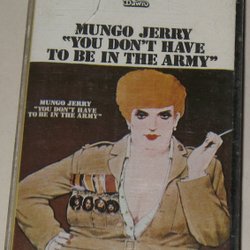 Dawn
MUNGO JERRY
"YOU DON'T HAVE
TO BE IN THE ARMY"
MUNGO JERRY
"YOU DON'T HAVE
TO BE IN THE ARMY"